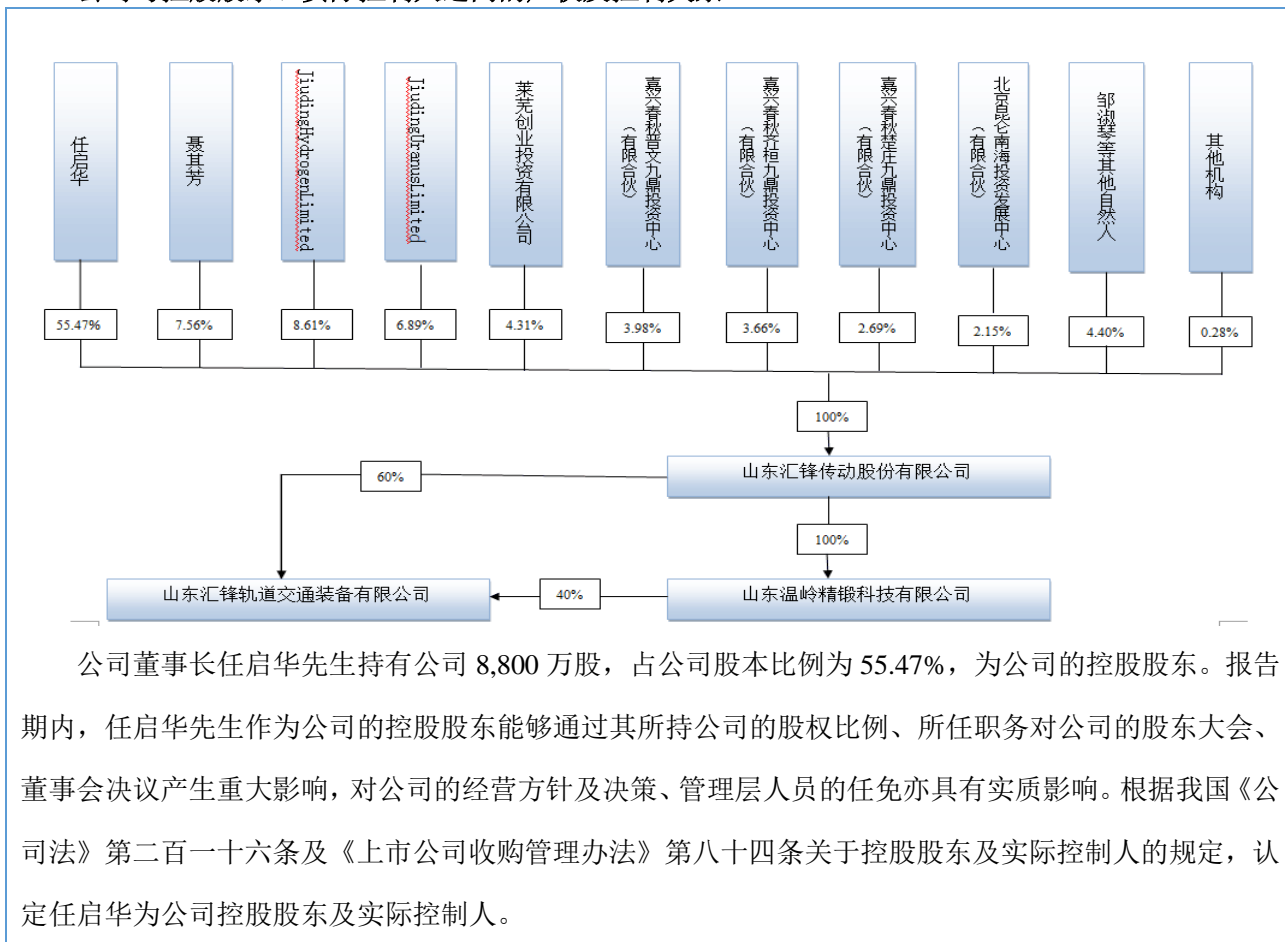 任启华
聂其芳
JiudingHydrogenLimited
JiudingUranusLimited
莱芜创业投资有限公司
嘉兴春秋晋文九鼎投资中心
（有限合伙）
嘉兴春秋齐桓九鼎投资中心
（有限合伙）
嘉兴春秋楚庄九鼎投资中心
（有限合伙）
北京昆仑南海投资发展中心
（有限合伙）
邹淑琴等其他自然人
其他机构
55.47%
7.56%
8.61%
6.89%
4.31%
3.98%
3.66%
2.69%
2.15%
4.40%
0.28%
100%
山东汇锋传动股份有限公司
60%
100%
山东汇锋轨道交通装备有限公司
40%
山东温岭精锻科技有限公司
公司董事长任启华先生持有公司 8,800 万股，占公司股本比例为 55.47%，为公司的控股股东。报告
期内，任启华先生作为公司的控股股东能够通过其所持公司的股权比例、所任职务对公司的股东大会、
董事会决议产生重大影响，对公司的经营方针及决策、管理层人员的任免亦具有实质影响。根据我国《公
司法》第二百一十六条及《上市公司收购管理办法》第八十四条关于控股股东及实际控制人的规定，认
定任启华为公司控股股东及实际控制人。